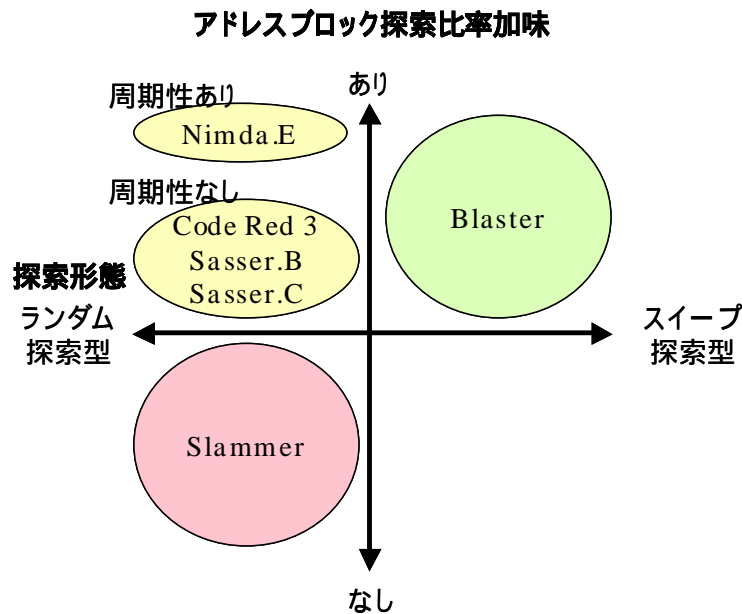 アドレスブロック探索比率加味
あり
周期性あり
Nimda.E
周期性なし
Code Red 3
Sasser.B
Sasser.C
Blaster
探索形態
ランダム
探索型
スイープ
探索型
Slammer
なし